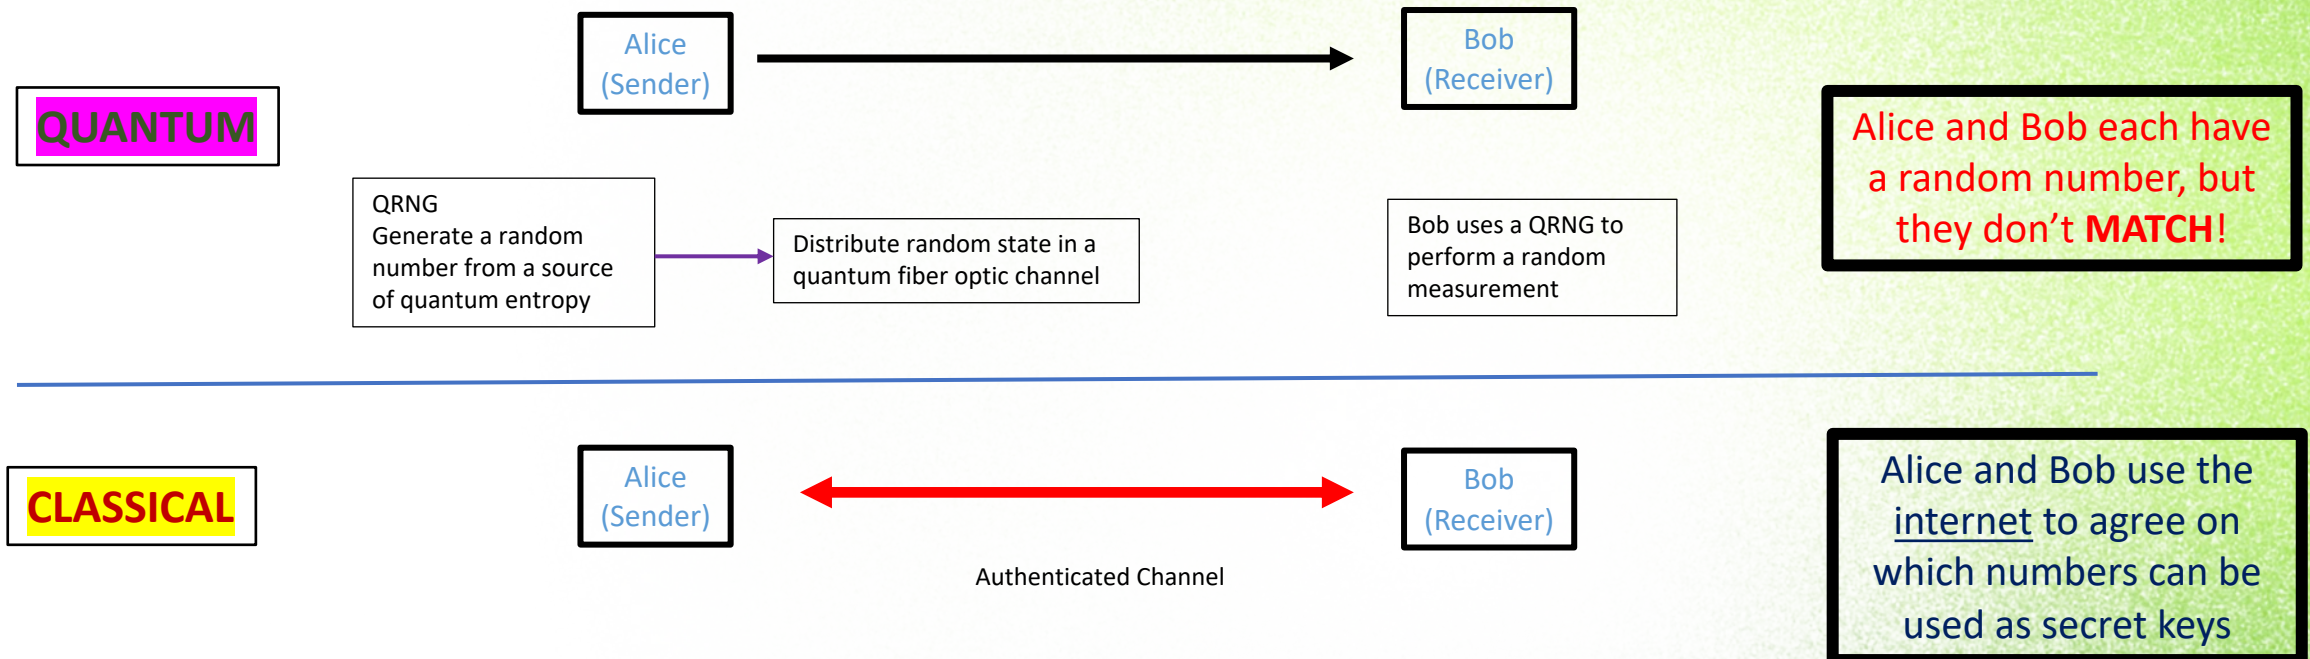 QUANTUM
Alice
(Sender)
Bob
(Receiver)
QRNG
Generate a random
number from a source
of quantum entropy
Distribute random state in a
quantum fiber optic channel
Bob uses a QRNG to
perform a random
measurement
Alice and Bob each have
a random number, but
they don’t MATCH!
CLASSICAL
Alice
(Sender)
Authenticated Channel
Bob
(Receiver)
Alice and Bob use the
internet to agree on
which numbers can be
used as secret keys